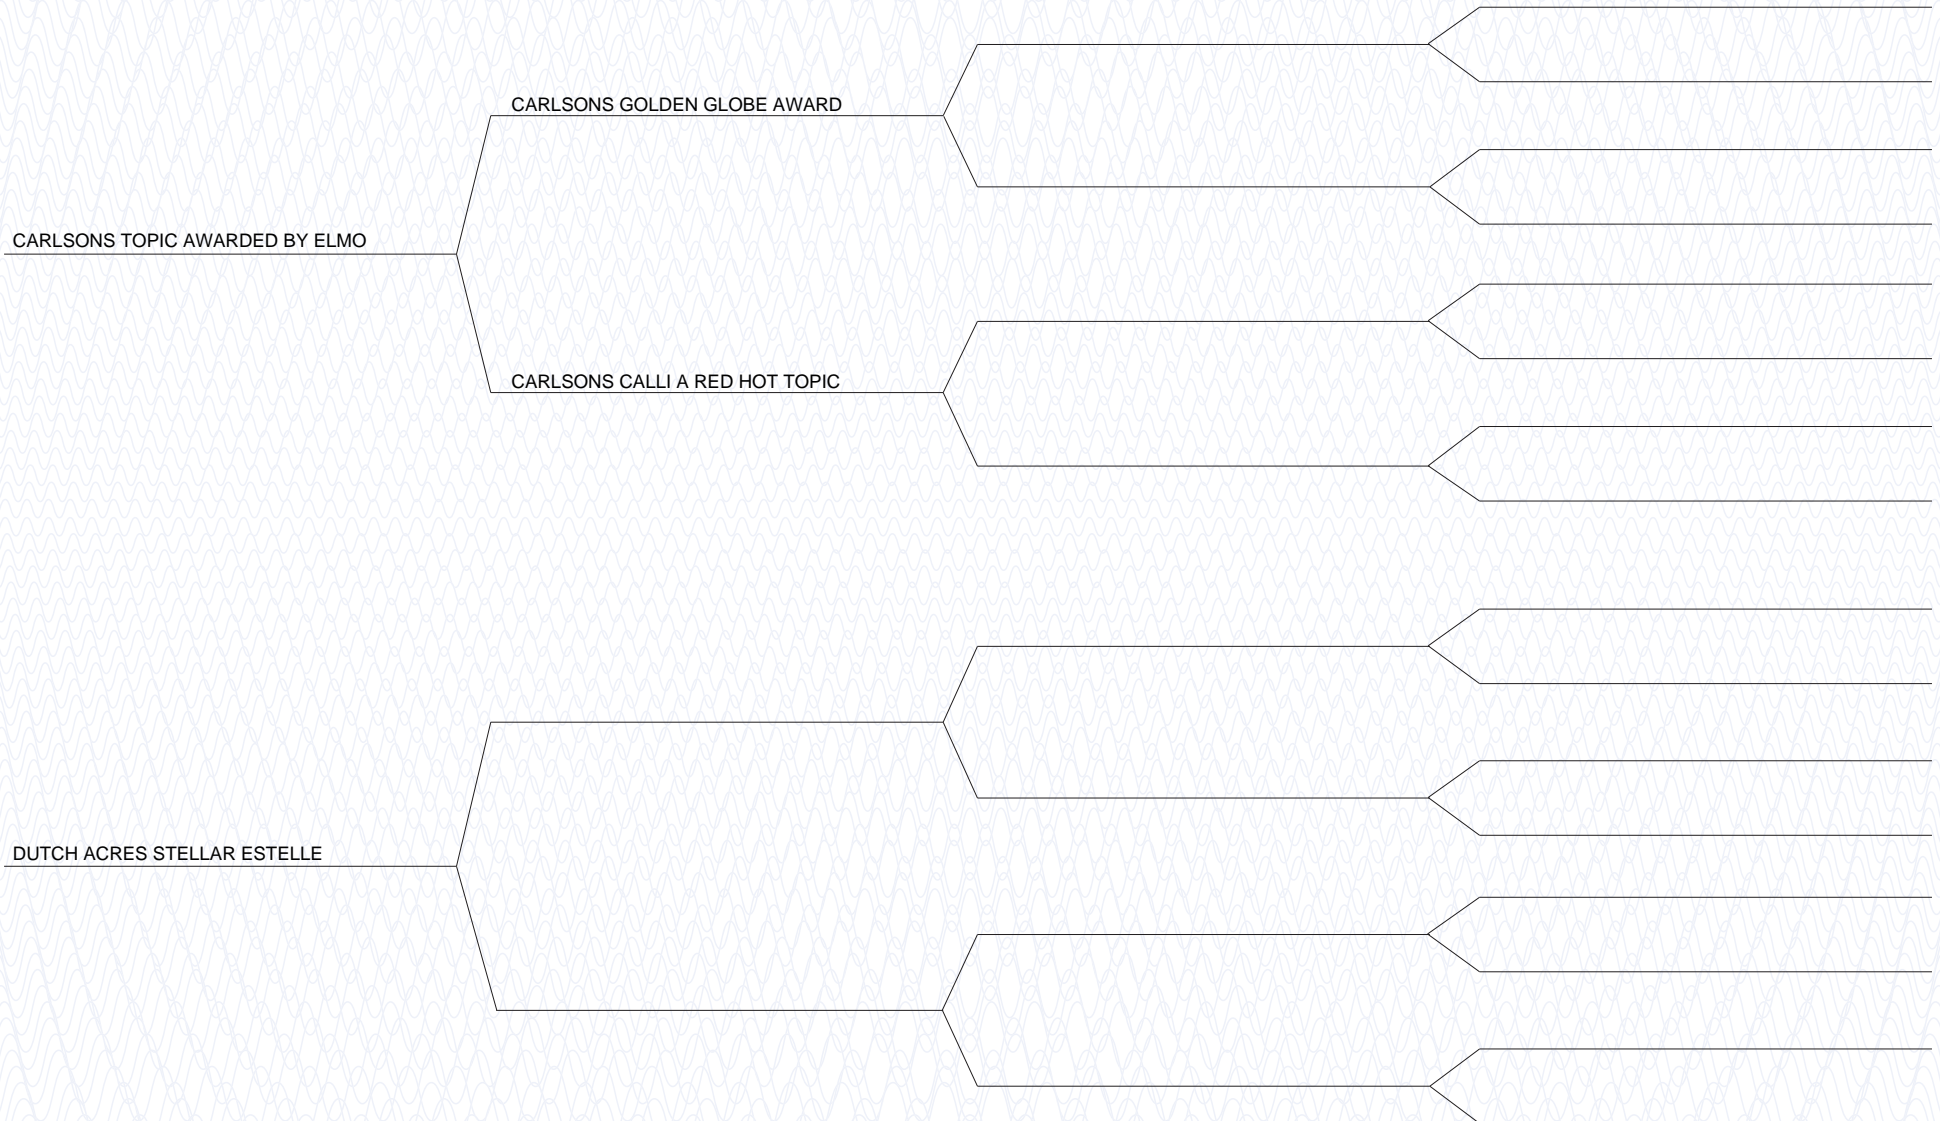 CARLSONS GOLDEN GLOBE AWARD
CARLSONS TOPIC AWARDED BY ELMO
CARLSONS CALLI A RED HOT TOPIC
DUTCH ACRES STELLAR ESTELLE